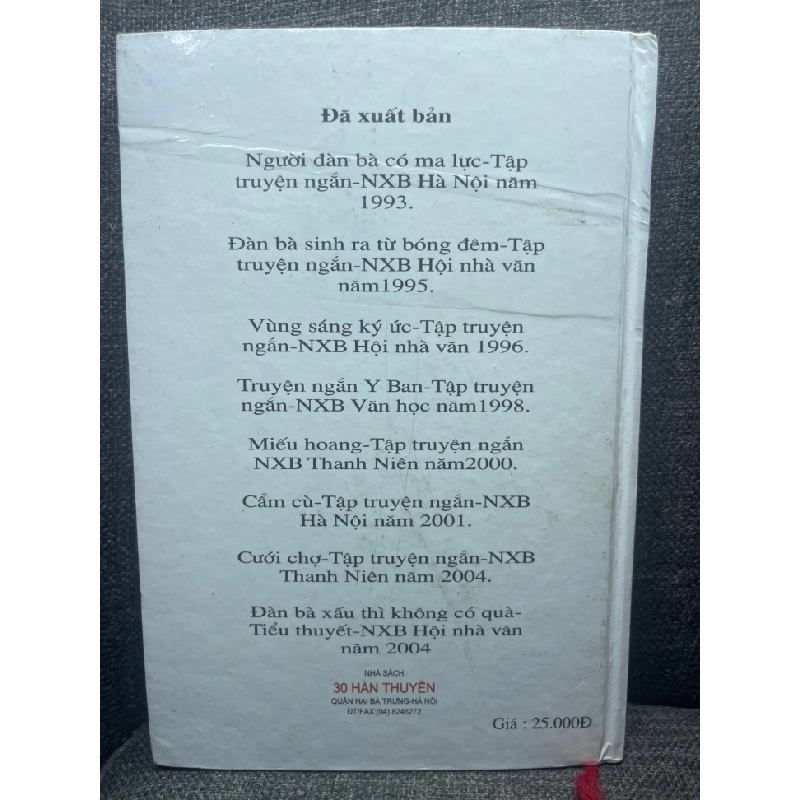 Đã xuất bản
Người đàn bà có ma lực-Tập
truyện ngắn-NXB Hà Nội năm
1993.
Đàn bà sinh ra từ bóng đêm-Tập
truyện ngắn-NXB Hội nhà văn
năm1995.
Vùng sáng ký ức-Tập truyện
ngắn-NXB Hội nhà văn 1996.
Truyện ngắn Y Ban-Tập truyện
ngắn-NXB Văn học năm1998.
Miếu hoang-Tập truyện ngắn
NXB Thanh Niên năm2000.
Cẩm cù-Tập truyện ngắn-NXB
Hà Nội năm 2001.
Cưới chợ-Tập truyện ngắn-NXB
Thanh Niên năm 2004.
Đàn bà xấu thì không có quà-
Tiểu thuyết-NXB Hội nhà văn
năm 2004
NHÀ SÁCH
30 HÀN THUYÊN
QUẬN HAI BÀ TRƯNG-HÀ NỘI
ĐT/FAX:(04) 8246272
Giá : 25.000Đ